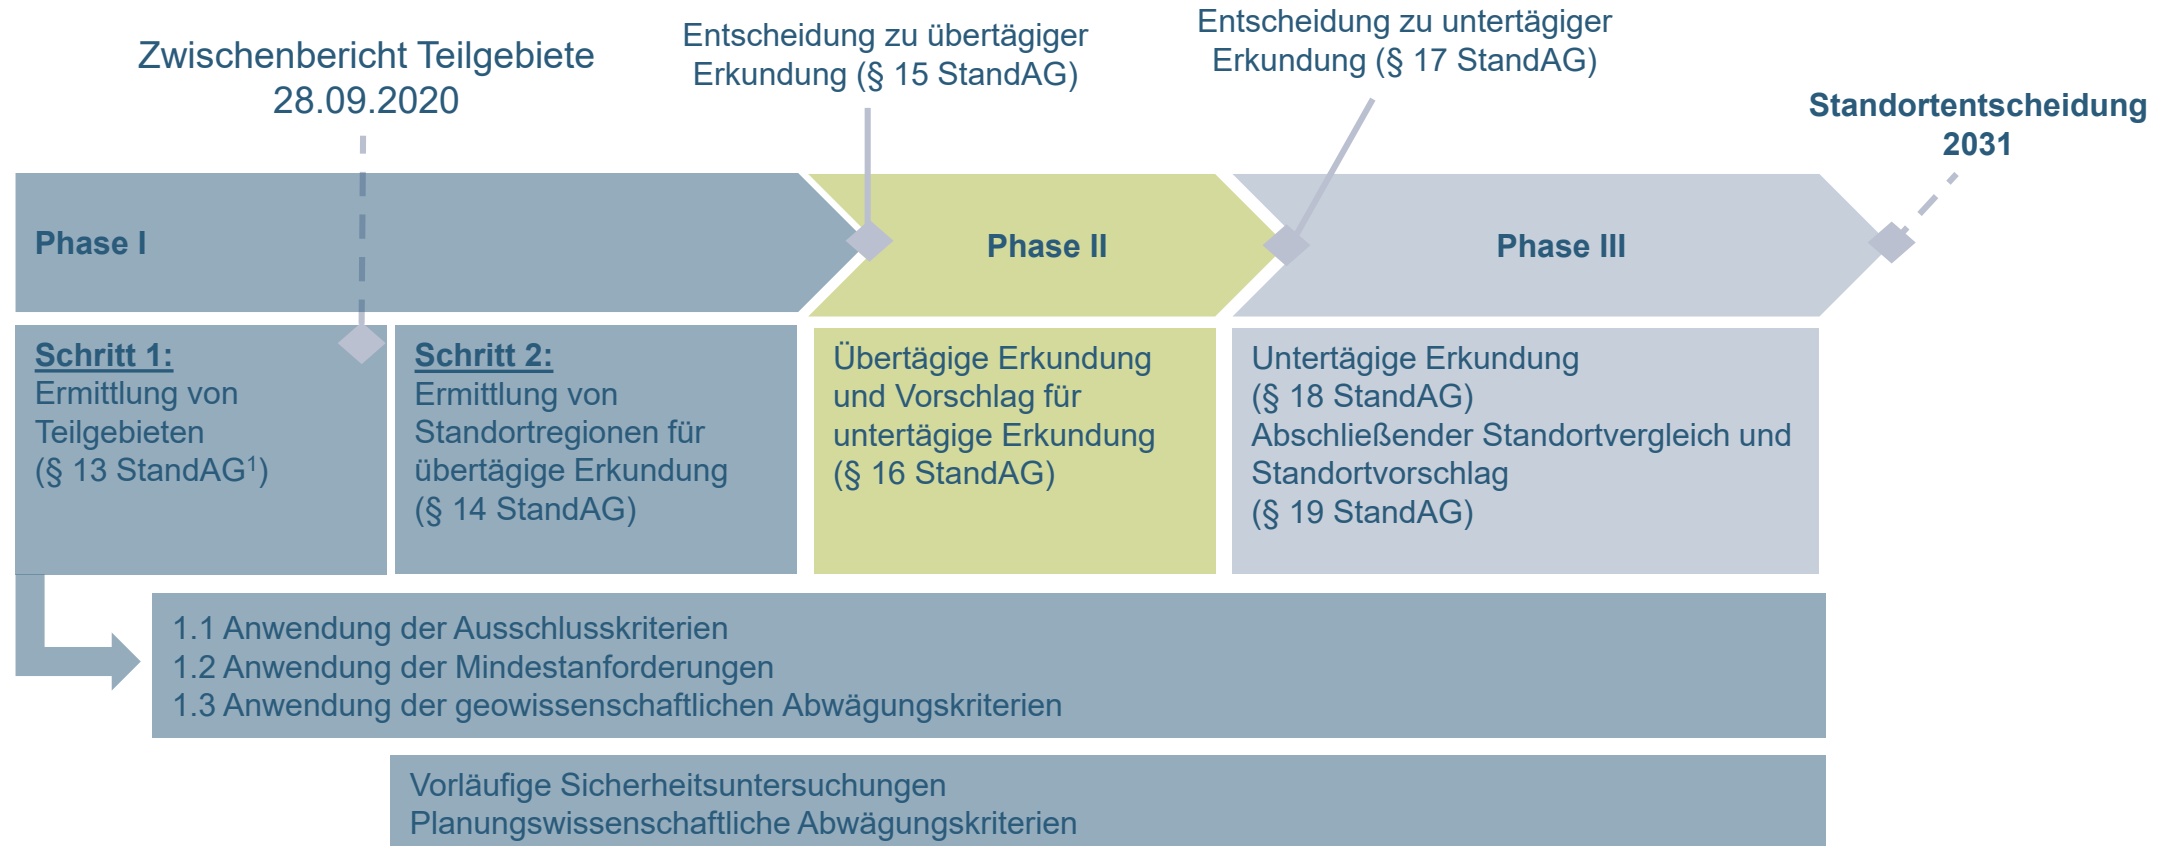 Zwischenbericht Teilgebiete
28.09.2020
Entscheidung zu übertägiger
Erkundung (§ 15 StandAG)
Entscheidung zu untertägiger
Erkundung (§ 17 StandAG)
Standortentscheidung
2031
Phase I
Phase II
Phase III
Schritt 1:
Ermittlung von
Teilgebieten
(§ 13 StandAG¹)
Schritt 2:
Ermittlung von
Standortregionen für
übertägige Erkundung
(§ 14 StandAG)
Übertägige Erkundung
und Vorschlag für
untertägige Erkundung
(§ 16 StandAG)
Untertägige Erkundung
(§ 18 StandAG)
Abschließender Standortvergleich und
Standortvorschlag
(§ 19 StandAG)
1.1 Anwendung der Ausschlusskriterien
1.2 Anwendung der Mindestanforderungen
1.3 Anwendung der geowissenschaftlichen Abwägungskriterien
Vorläufige Sicherheitsuntersuchungen
Planungswissenschaftliche Abwägungskriterien